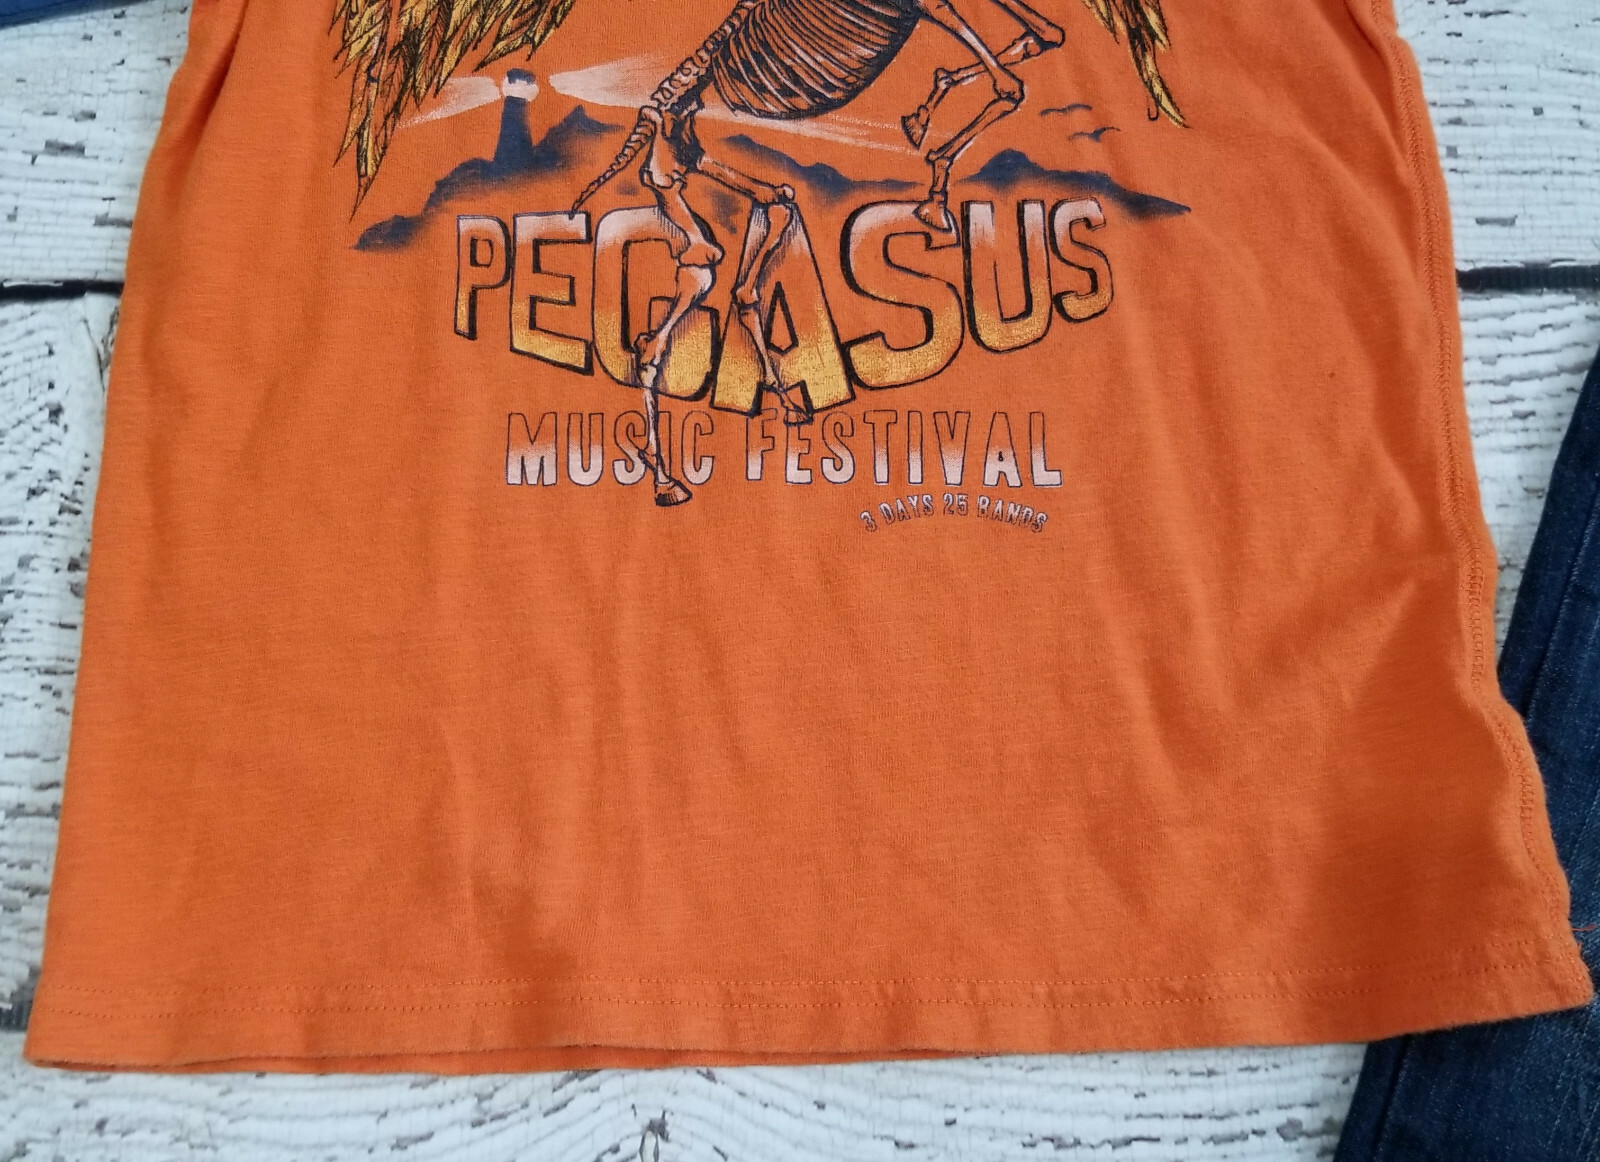 PEGASUS
MUSIC FESTIVAL
3 DAYS 25 BANDS